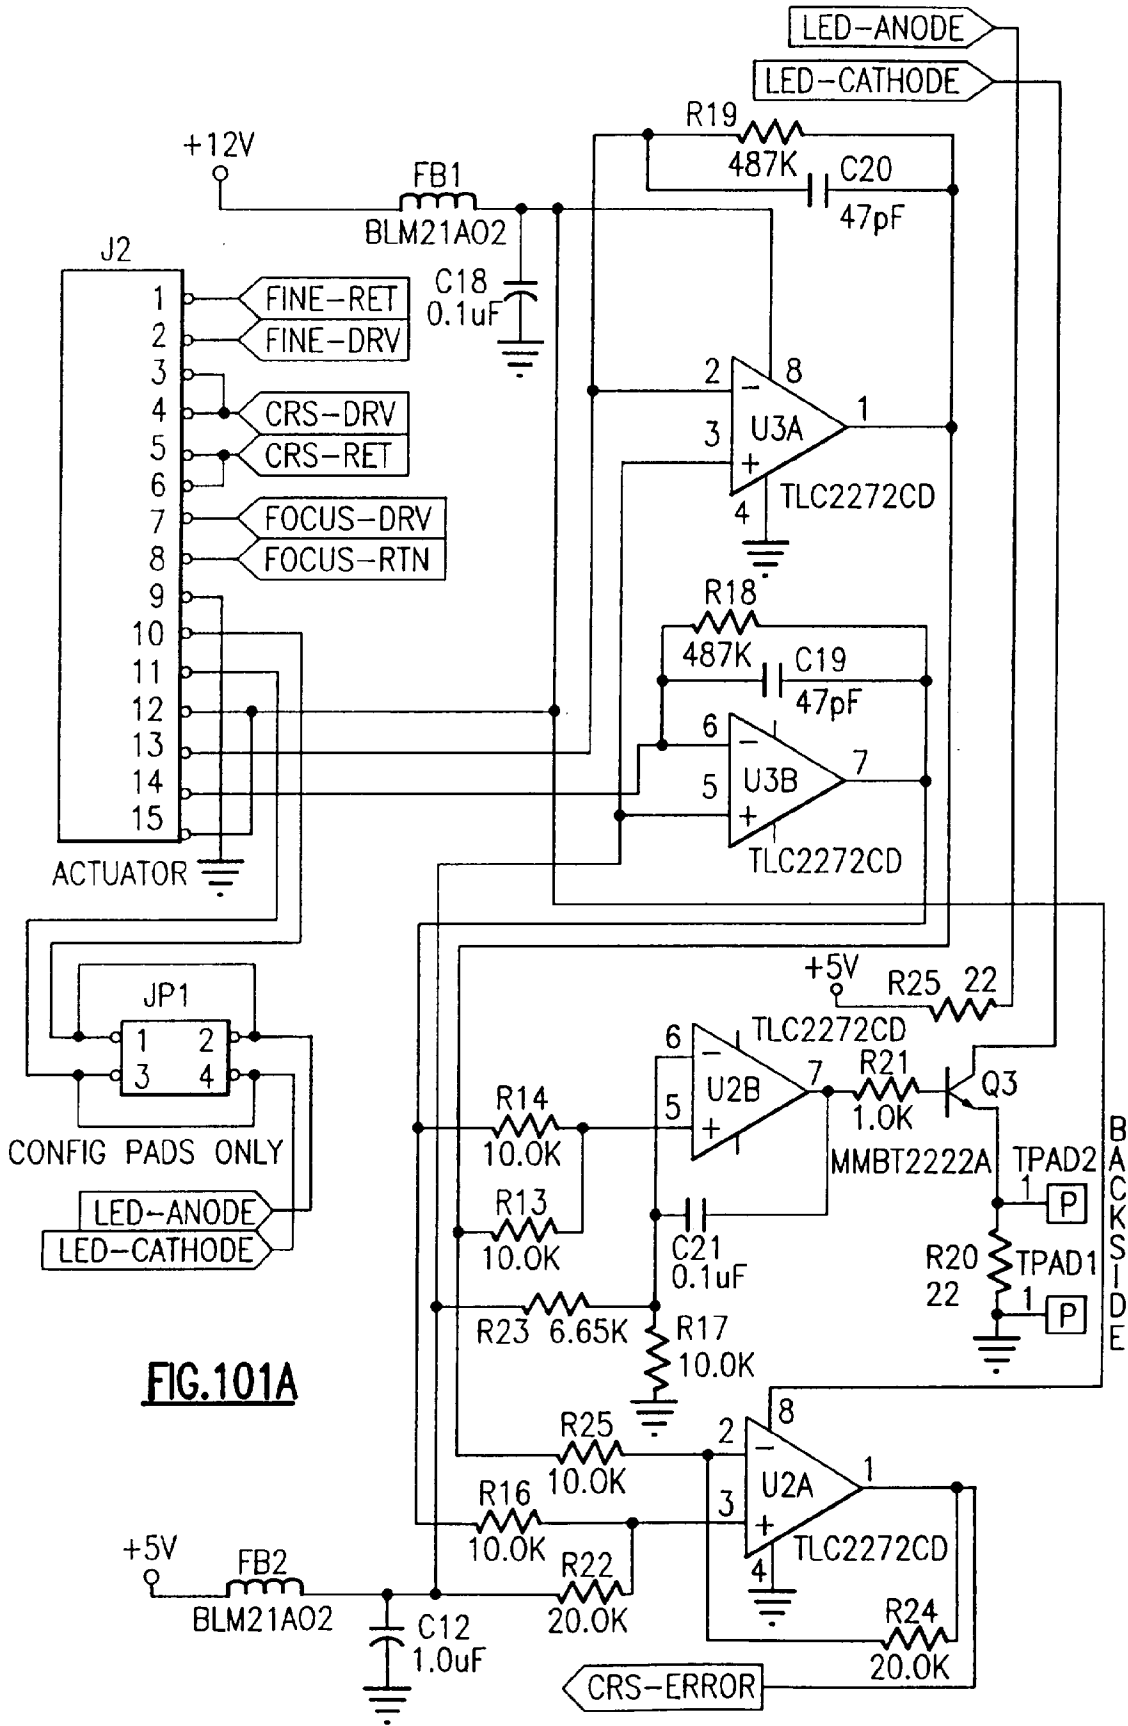 LED-ANODE
LED-CATHODE
R19
487K
C20
47pF
+12V
FB1
BLM21A02
C18
0.1uF
J2
1
FINE-RET
2
FINE-DRV
3
4
CRS-DRV
5
CRS-RET
6
7
FOCUS-DRV
8
FOCUS-RTN
9
10
11
12
13
14
15
ACTUATOR
2
8
-
U3A
1
3
+
4
TLC2272CD
R18
487K
C19
47pF
6
-
U3B
7
5
+
TLC2272CD
JP1
1 2
3 4
CONFIG PADS ONLY
LED-ANODE
LED-CATHODE
+5V
R25 22
TLC2272CD
6
-
U2B
7
5
+
R21
1.0K
Q3
MMBT2222A
R14
10.0K
R13
10.0K
C21
0.1uF
R23 6.65K
R17
10.0K
TPAD2
1
P
R20
22
TPAD1
1
P
BACKSIDE
FIG.101A
R25
10.0K
R16
10.0K
R22
20.0K
2
8
-
U2A
1
3
+
4
TLC2272CD
R24
20.0K
+5V
FB2
BLM21A02
C12
1.0uF
CRS-ERROR